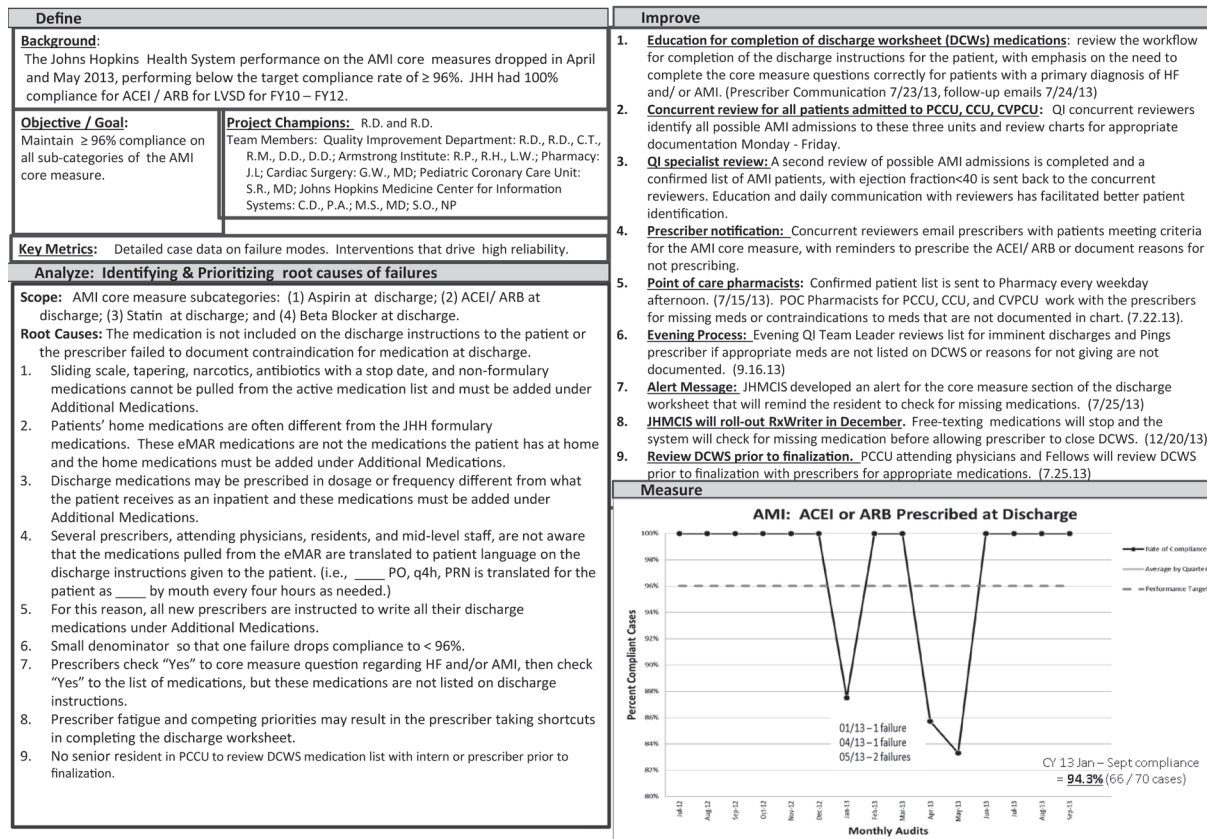 Define
Background:
The Johns Hopkins Health System performance on the AMI core measures dropped in April
and May 2013, performing below the target compliance rate of ≥ 96%. JHH had 100%
compliance for ACEI / ARB for LVSD for FY10 – FY12.
Objective / Goal:
Maintain ≥ 96% compliance on
all sub-categories of the AMI
core measure.
Project Champions: R.D. and R.D.
Team Members: Quality Improvement Department: R.D., R.D., C.T.,
R.M., D.D., D.D.; Armstrong Institute: R.P., R.H., L.W.; Pharmacy:
J.L; Cardiac Surgery: G.W., MD; Pediatric Coronary Care Unit:
S.R., MD; Johns Hopkins Medicine Center for Information
Systems: C.D., P.A.; M.S., MD; S.O., NP
Key Metrics: Detailed case data on failure modes. Interventions that drive high reliability.
Analyze: Identifying & Prioritizing root causes of failures
Scope: AMI core measure subcategories: (1) Aspirin at discharge; (2) ACEI/ ARB at
discharge; (3) Statin at discharge; and (4) Beta Blocker at discharge.
Root Causes: The medication is not included on the discharge instructions to the patient or
the prescriber failed to document contraindication for medication at discharge.
1. Sliding scale, tapering, narcotics, antibiotics with a stop date, and non-formulary
medications cannot be pulled from the active medication list and must be added under
Additional Medications.
2. Patients' home medications are often different from the JHH formulary
medications. These eMAR medications are not the medications the patient has at home
and the home medications must be added under Additional Medications.
3. Discharge medications may be prescribed in dosage or frequency different from what
the patient receives as an inpatient and these medications must be added under
Additional Medications.
4. Several prescribers, attending physicians, residents, and mid-level staff, are not aware
that the medications pulled from the eMAR are translated to patient language on the
discharge instructions given to the patient. (i.e., ____ PO, q4h, PRN is translated for the
patient as ____ by mouth every four hours as needed.)
5. For this reason, all new prescribers are instructed to write all their discharge
medications under Additional Medications.
6. Small denominator so that one failure drops compliance to < 96%.
7. Prescribers check “Yes” to core measure question regarding HF and/or AMI, then check
“Yes” to the list of medications, but these medications are not listed on discharge
instructions.
8. Prescriber fatigue and competing priorities may result in the prescriber taking shortcuts
in completing the discharge worksheet.
9. No senior resident in PCCU to review DCWS medication list with intern or prescriber prior to
finalization.
Improve
1. Education for completion of discharge worksheet (DCWs) medications: review the workflow
for completion of the discharge instructions for the patient, with emphasis on the need to
complete the core measure questions correctly for patients with a primary diagnosis of HF
and/ or AMI. (Prescriber Communication 7/23/13, follow-up emails 7/24/13)
2. Concurrent review for all patients admitted to PCCU, CCU, CVPCU: QI concurrent reviewers
identify all possible AMI admissions to these three units and review charts for appropriate
documentation Monday - Friday.
3. QI specialist review: A second review of possible AMI admissions is completed and a
confirmed list of AMI patients, with ejection fraction<40 is sent back to the concurrent
reviewers. Education and daily communication with reviewers has facilitated better patient
identification.
4. Prescriber notification: Concurrent reviewers email prescribers with patients meeting criteria
for the AMI core measure, with reminders to prescribe the ACEI/ ARB or document reasons for
not prescribing.
5. Point of care pharmacists: Confirmed patient list is sent to Pharmacy every weekday
afternoon. (7/15/13). POC Pharmacists for PCCU, CCU, and CVPCU work with the prescribers
for missing meds or contraindications to meds that are not documented in chart. (7.22.13).
6. Evening Process: Evening QI Team Leader reviews list for imminent discharges and Pings
prescriber if appropriate meds are not listed on DCWS or reasons for not giving are not
documented. (9.16.13)
7. Alert Message: JHMCIS developed an alert for the core measure section of the discharge
worksheet that will remind the resident to check for missing medications. (7/25/13)
8. JHMCIS will roll-out RxWriter in December. Free-texting medications will stop and the
system will check for missing medication before allowing prescriber to close DCWS. (12/20/13)
9. Review DCWS prior to finalization. PCCU attending physicians and Fellows will review DCWS
prior to finalization with prescribers for appropriate medications. (7.25.13)
Measure
AMI: ACEI or ARB Prescribed at Discharge
Percent Compliant Cases
100%
98%
96%
94%
92%
90%
88%
86%
84%
82%
80%
01/13 – 1 failure
04/13 – 1 failure
05/13 – 2 failures
Rate of Compliance
Average by Quarter
Performance Target
CY 13 Jan – Sept compliance
= 94.3% (66 / 70 cases)
Jul-12
Aug-12
Sep-12
Oct-12
Nov-12
Dec-12
Jan-13
Feb-13
Mar-13
Apr-13
May-13
Jun-13
Jul-13
Aug-13
Sep-13
Monthly Audits